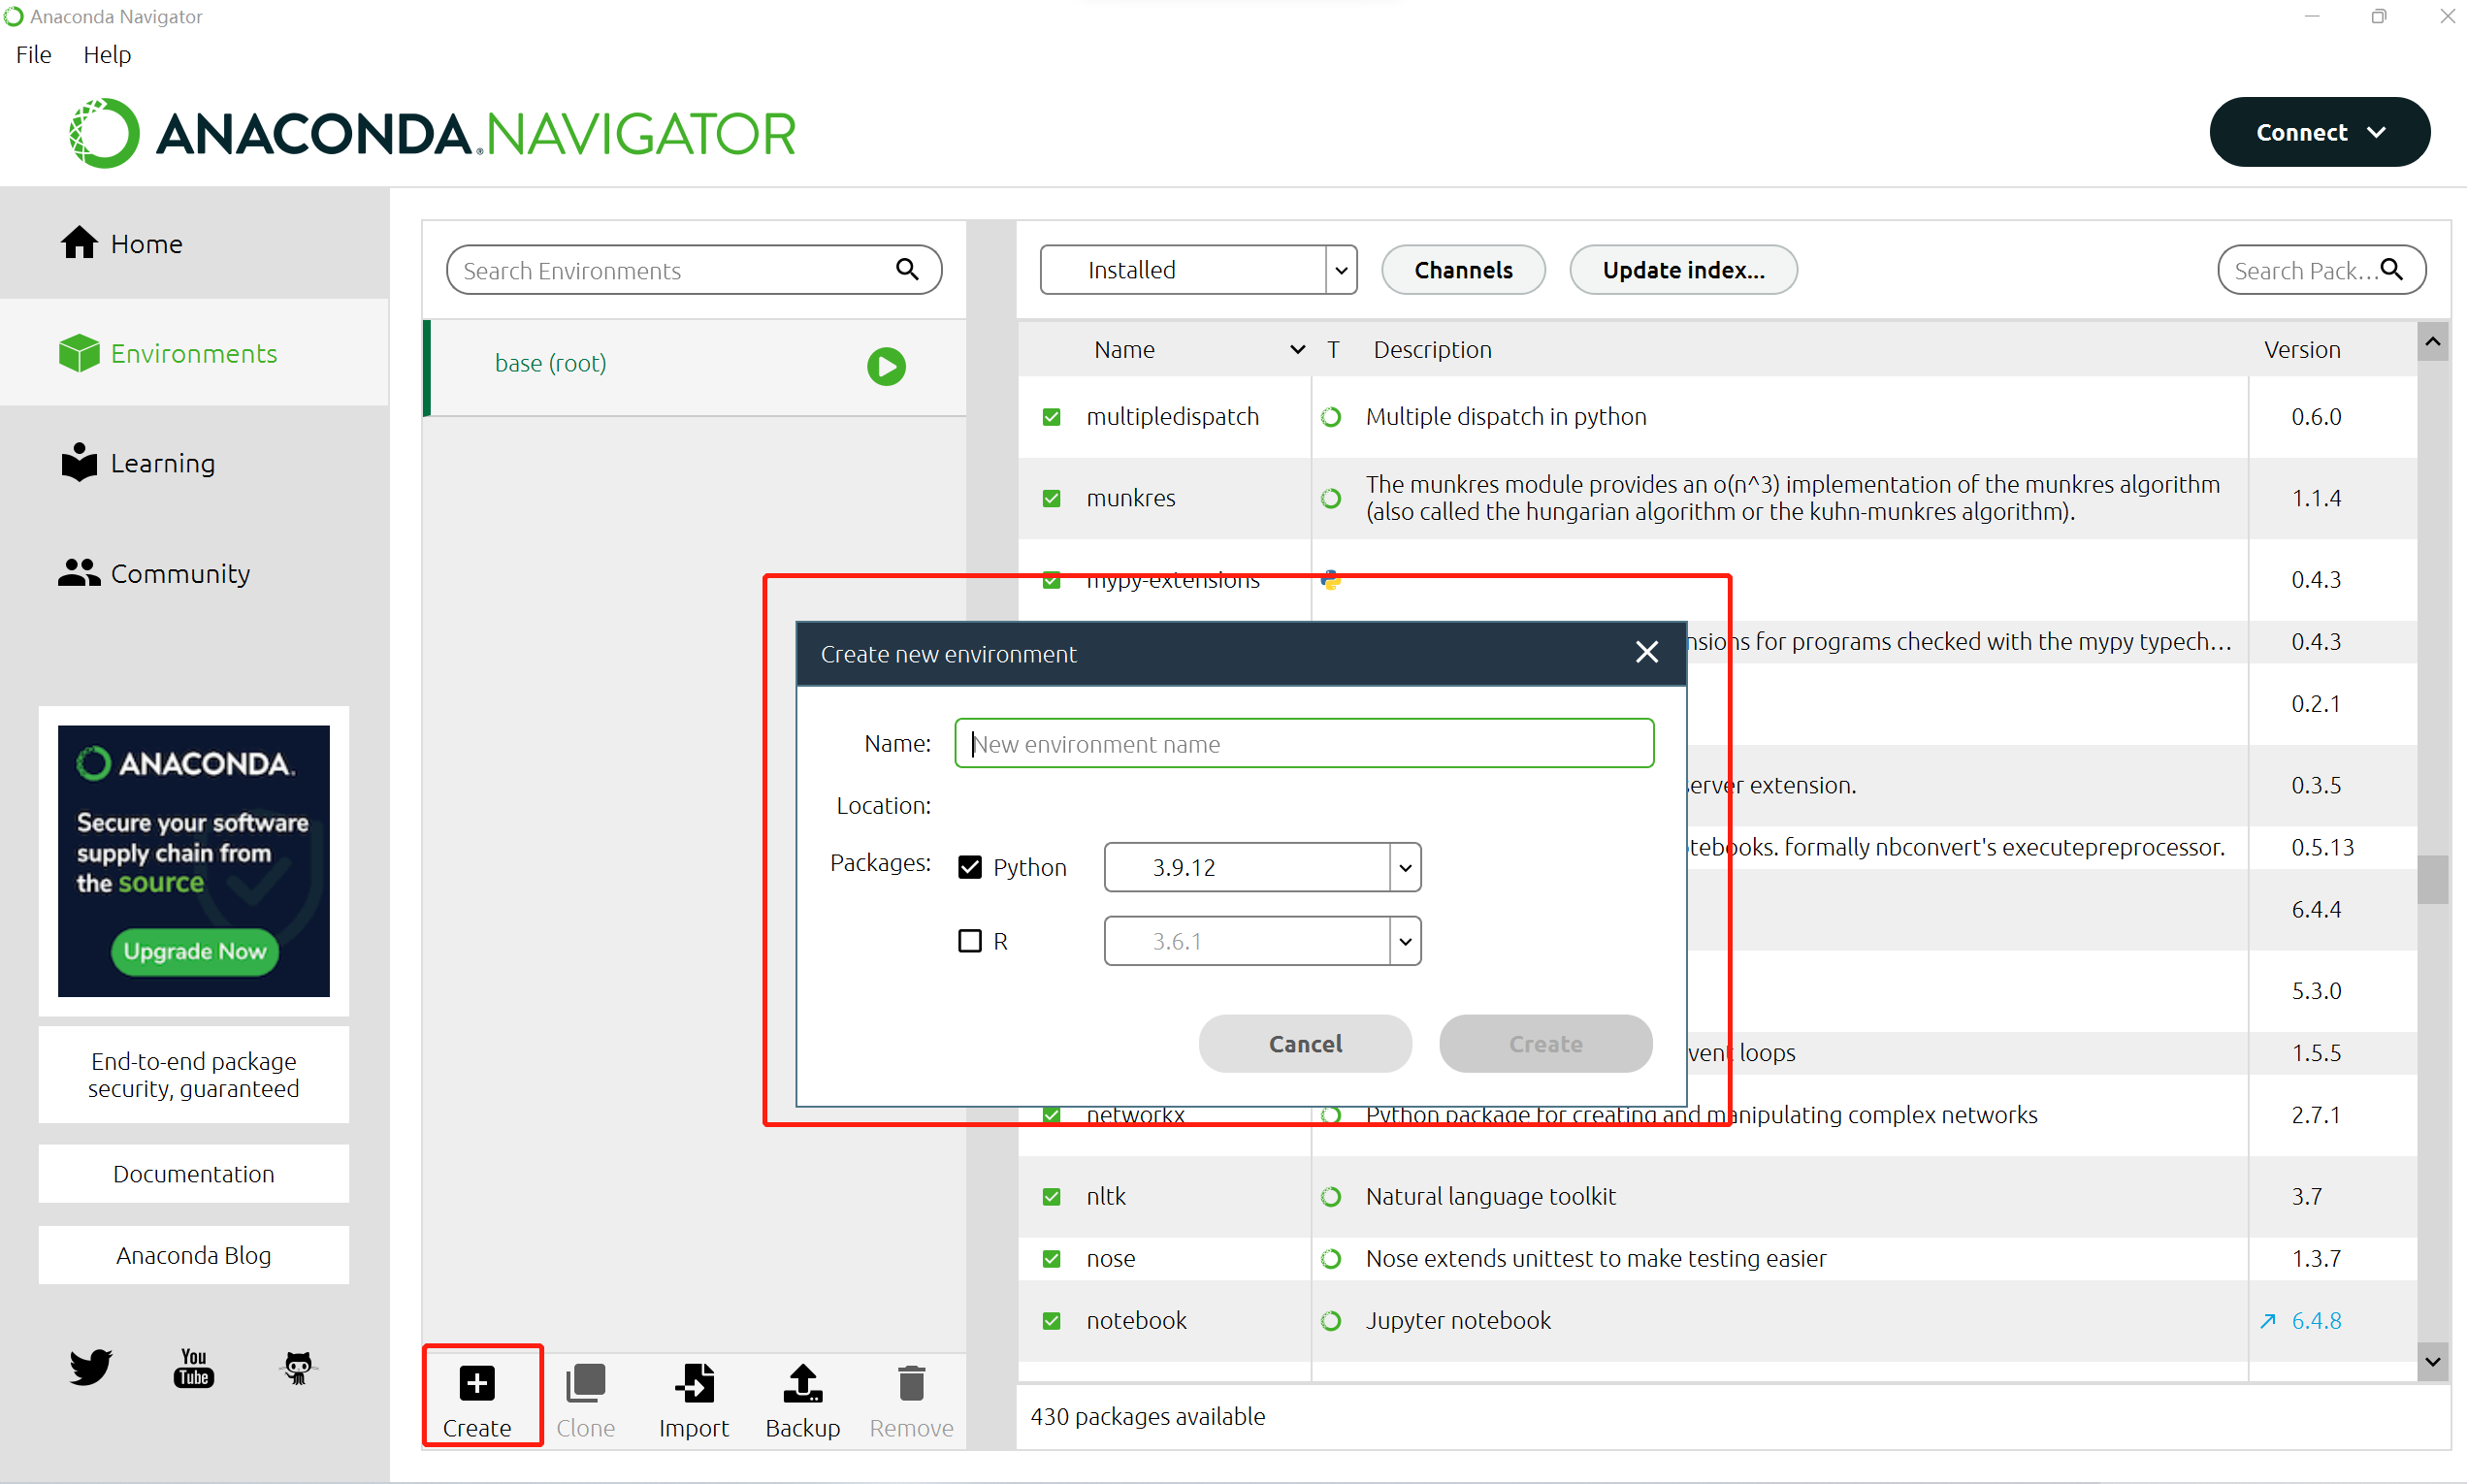 Anaconda Navigator
File Help
ANACONDA.NAVIGATOR
Connect
Home
Environments
Learning
Community
ANACONDA.
Secure your software
supply chain from
the source
Upgrade Now
End-to-end package
security, guaranteed
Documentation
Anaconda Blog
You
Tube
Search Environments
base (root)
Create Clone Import Backup Remove
Installed Channels Update index... Search Pack...
Name T Description Version
multipledispatch Multiple dispatch in python 0.6.0
munkres The munkres module provides an o(n^3) implementation of the munkres algorithm
(also called the hungarian algorithm or the kuhn-munkres algorithm). 1.1.4
mypy-extensions 0.4.3
nsions for programs checked with the mypy typech... 0.4.3
0.2.1
erver extension. 0.3.5
tebooks. formally nbconvert's executepreprocessor. 0.5.13
6.4.4
5.3.0
vent loops 1.5.5
networkx Python package for creating and manipulating complex networks 2.7.1
nltk Natural language toolkit 3.7
nose Nose extends unittest to make testing easier 1.3.7
notebook Jupyter notebook 6.4.8
430 packages available
Create new environment
Name: New environment name
Location:
Packages: Python 3.9.12
R 3.6.1
Cancel Create